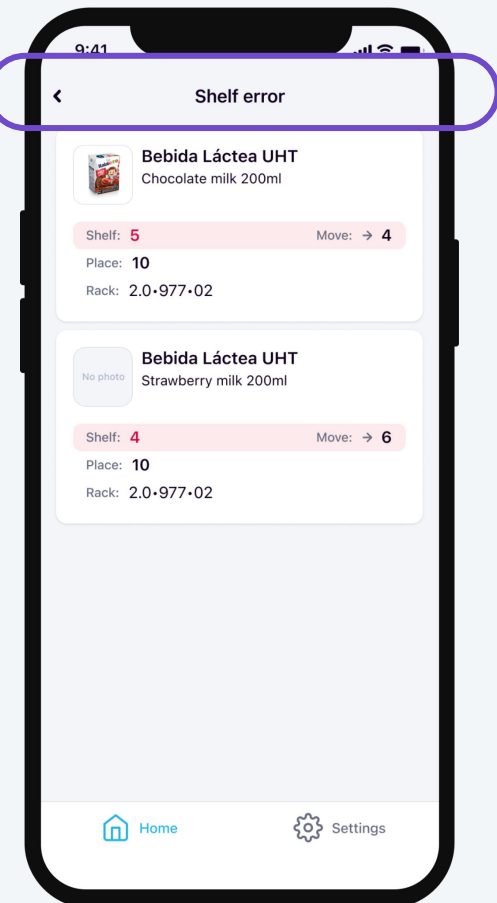 9:41
Shelf error
Bebida Láctea UHT
Chocolate milk 200ml
Shelf: 5 Move: → 4
Place: 10
Rack: 2.0•977•02
No photo
Bebida Láctea UHT
Strawberry milk 200ml
Shelf: 4 Move: → 6
Place: 10
Rack: 2.0•977•02
Home Settings